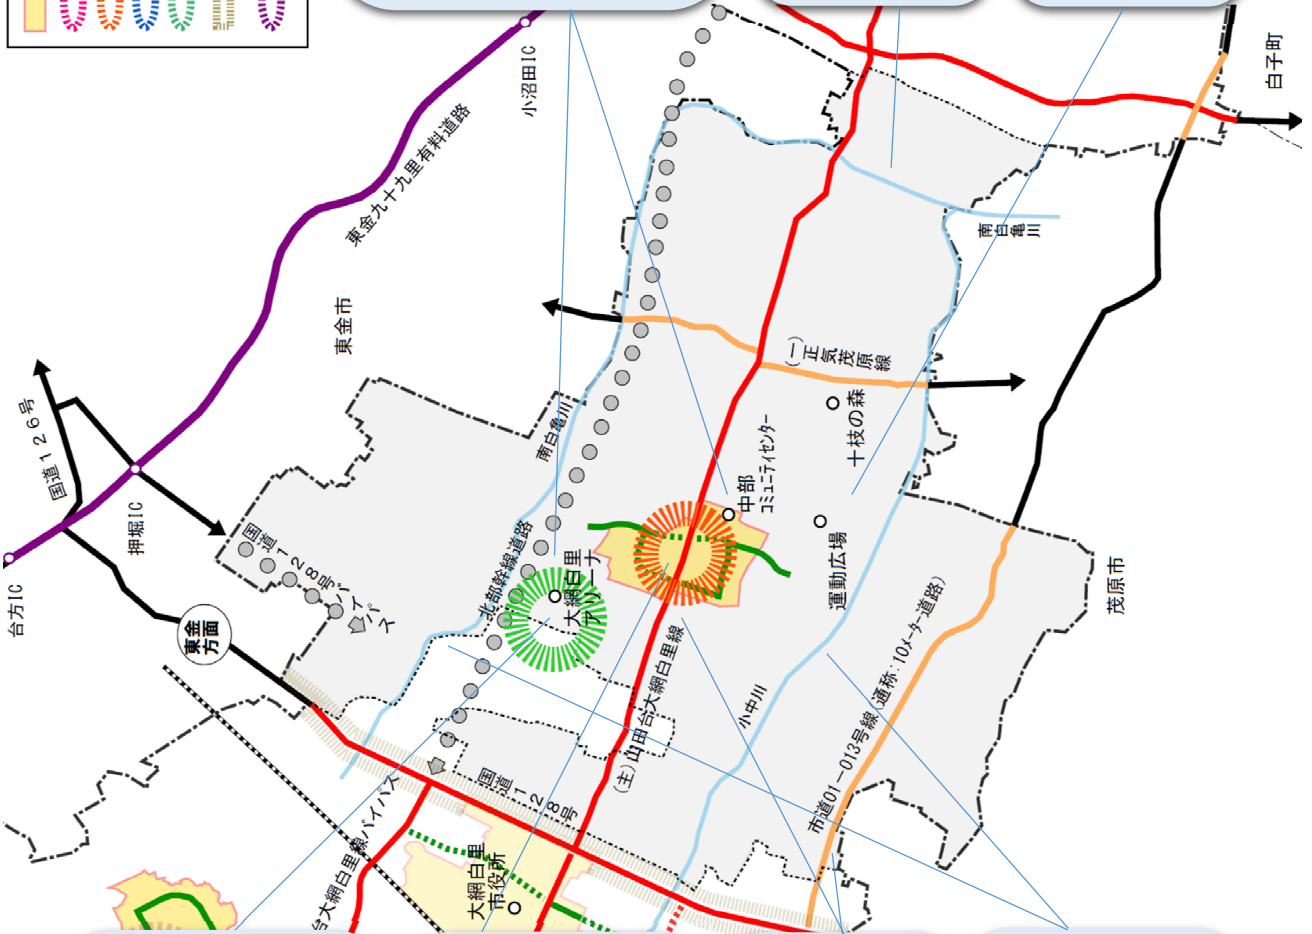 小沼田IC
白子町
東金九十九里有料道路
東金市
南白亀川
国道126号
(一)正気茂原線
南白亀川
十枝の森
中部
コミュニティセンター
押堀IC
国道128号バイパス
北部幹線道路
大網白里
アリーナ
運動広場
台方IC
茂原市
東金
方面
(主)山田台大網白里線
小中川
市道01-013号線(通称:10メーター道路)
国道128号
台大網白里線バイパス
大網白里
市役所